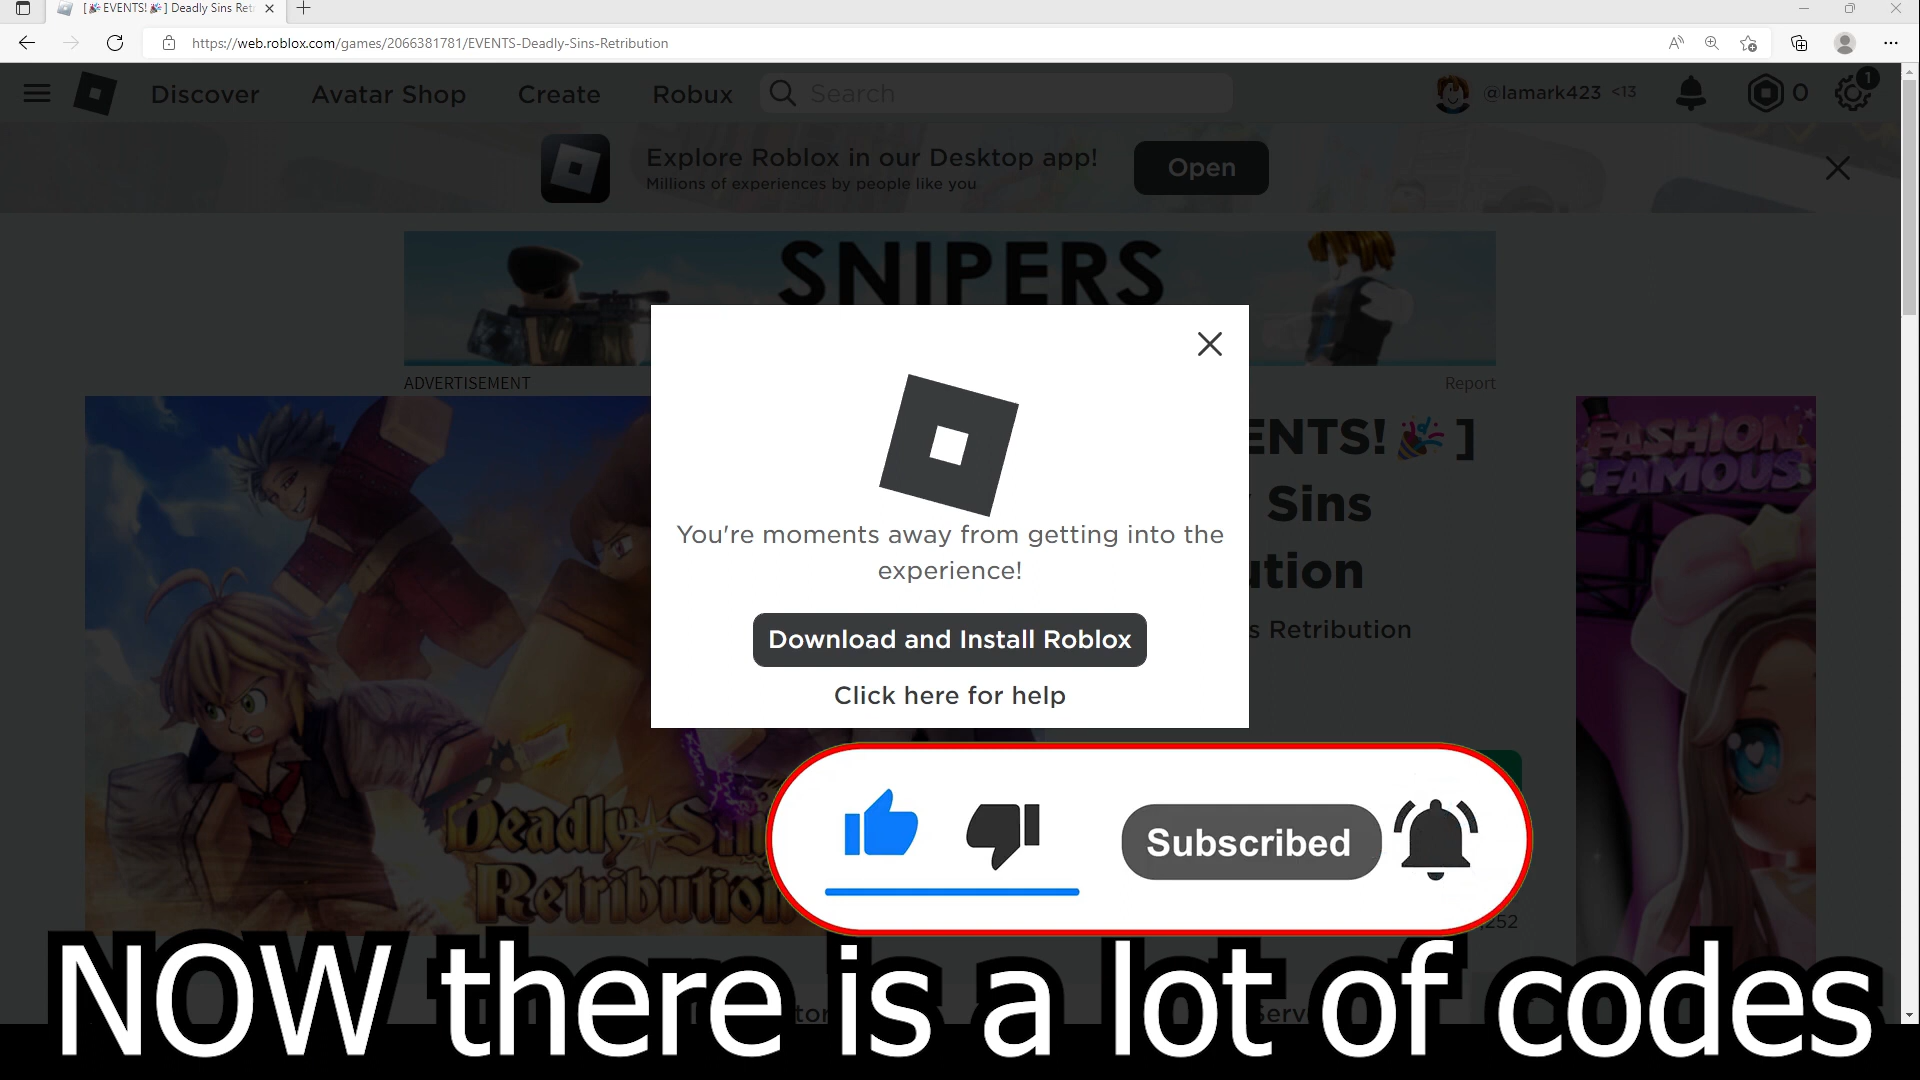 [🎉EVENTS!🎉] Deadly Sins Ret
https://web.roblox.com/games/2066381781/EVENTS-Deadly-Sins-Retribution
Discover
Avatar Shop
Create
Robux
Search
@lamark423
<13
0
1
Explore Roblox in our Desktop app!
Millions of experiences by people like you
Open
SNIPERS
ADVERTISEMENT
Report
ENTS!🎉]
Sins
ution
s Retribution
FASHION
FAMOUS
You're moments away from getting into the
experience!
Download and Install Roblox
Click here for help
Deadly Sin
Retribution
Subscribed
,252
NOW there is a lot of codes